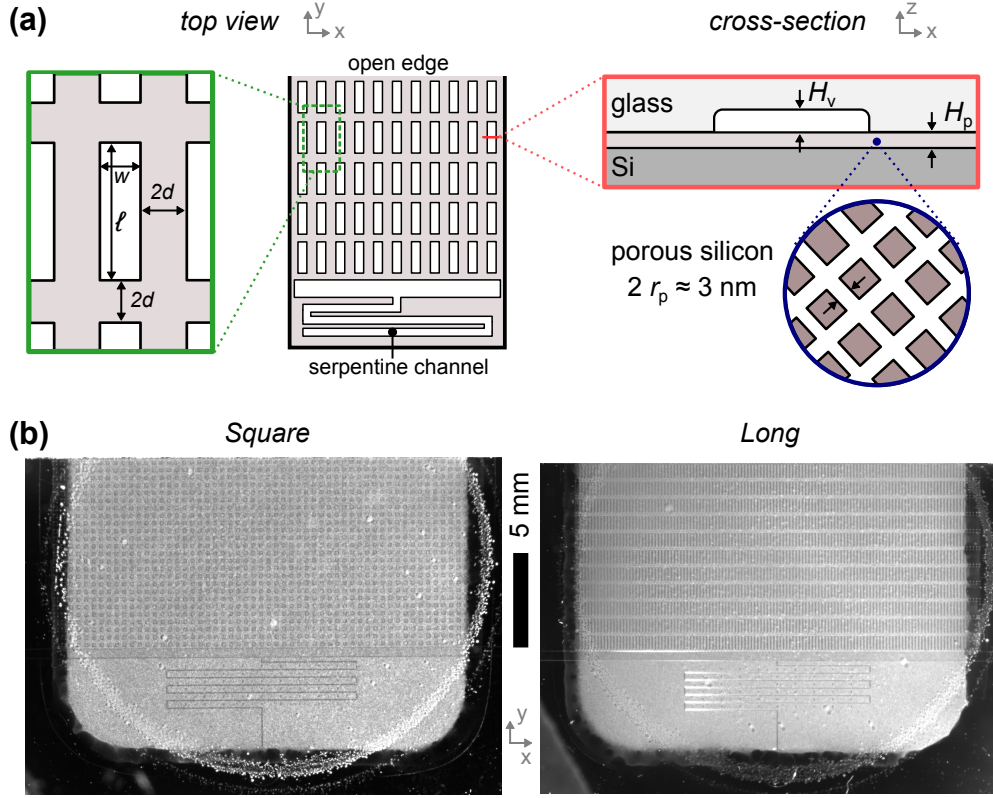 (a)
top view
y
x
cross-section
z
x
open edge
w
2d
ℓ
2d
serpentine channel
glass
H_v
H_p
Si
porous silicon
2 r_p ≈ 3 nm
(b)
Square
Long
5 mm
y
x